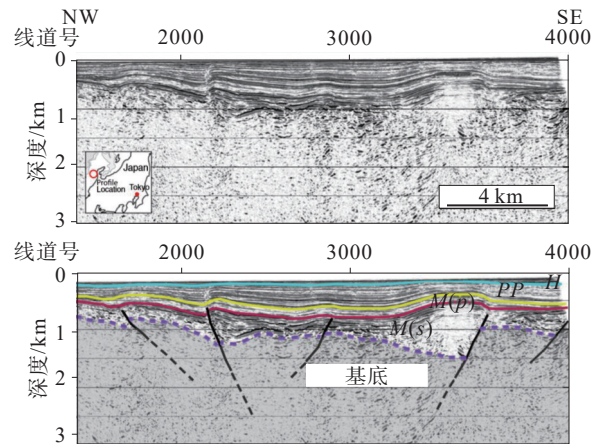 NW SE
线道号 2000 3000 4000
0
1
2
3
深度/km
Japan
Profile
Location
Tokyo
4 km
线道号 2000 3000 4000
0
1
2
3
深度/km
H
PP
M(p)
M(s)
基底